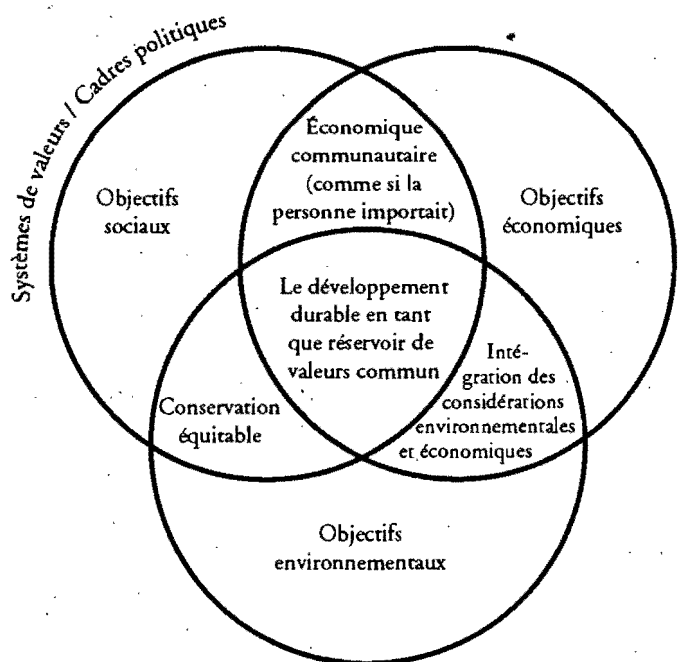 Systèmes de valeurs / Cadres politiques
Économique
communautaire
(comme si la
personne importait)
Objectifs
sociaux
Objectifs
économiques
Le développement
durable en tant
que réservoir de
valeurs commun
Inté-
gration des
considérations
environnementales
et économiques
Conservation
équitable
Objectifs
environnementaux